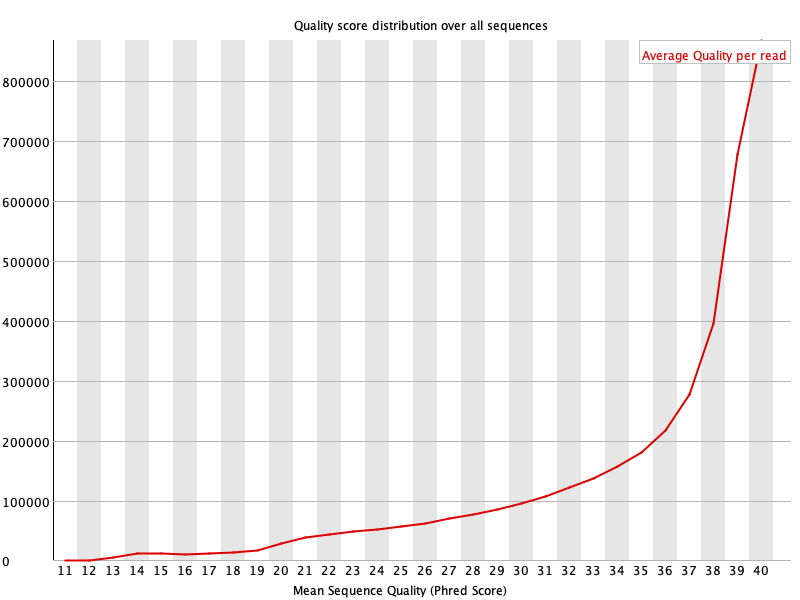 Quality score distribution over all sequences
Average Quality per read
800000
700000
600000
500000
400000
300000
200000
100000
0
11 12 13 14 15 16 17 18 19 20 21 22 23 24 25 26 27 28 29 30 31 32 33 34 35 36 37 38 39 40
Mean Sequence Quality (Phred Score)